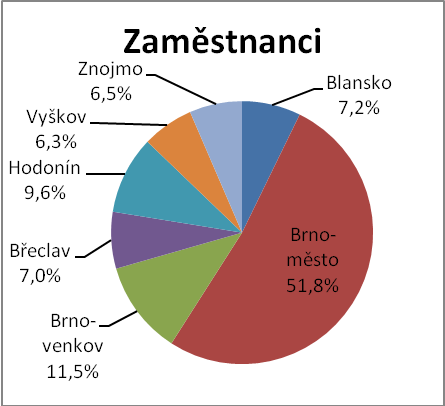 Zaměstnanci
Znojmo
6,5%
Blansko
7,2%
Vyškov
6,3%
Hodonín
9,6%
Břeclav
7,0%
Brno-
město
51,8%
Brno-
venkov
11,5%